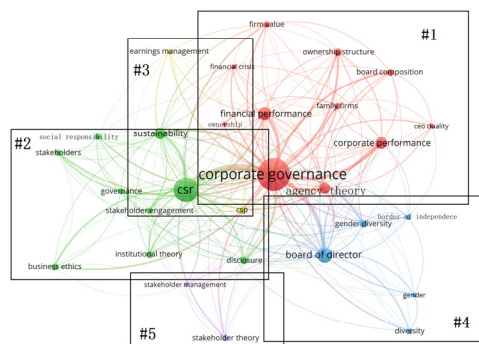 firm value
#1
earnings management
ownership structure
#3
financial crisis
board composition
family firms
financial performance
ownership
ceo duality
#2
social responsibility
sustainability
corporate performance
stakeholders
corporate governance
governance
csr
agency theory
stakeholder engagement
csp
border of independece
gender diversity
institutional theory
disclosure
board of director
business ethics
stakeholder management
gender
#4
#5
stakeholder theory
diversity